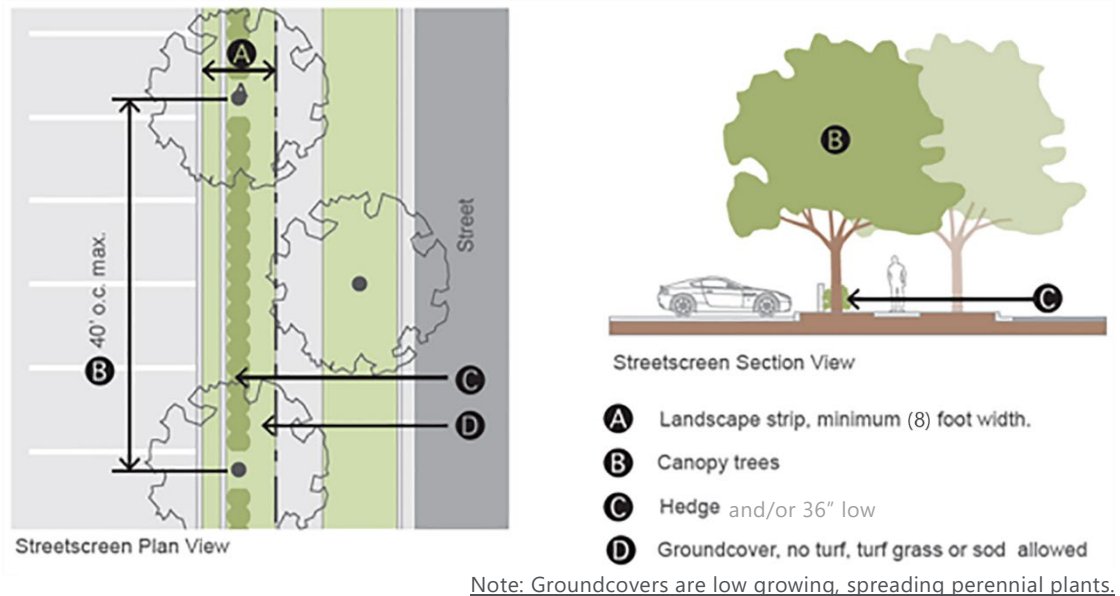 A
B 40' o.c. max.
Street
C
D
Streetscreen Plan View
B
C
Streetscreen Section View
A Landscape strip, minimum (8) foot width.
B Canopy trees
C Hedge and/or 36" low
D Groundcover, no turf, turf grass or sod allowed
Note: Groundcovers are low growing, spreading perennial plants.